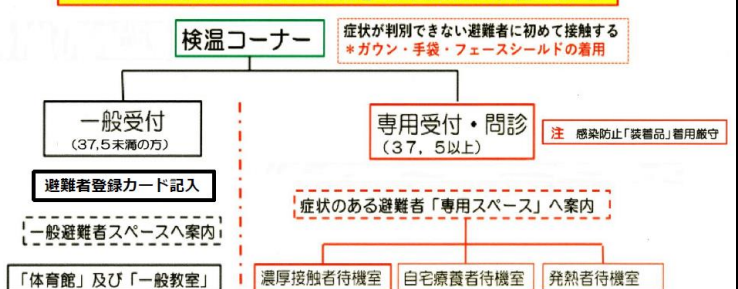 検温コーナー
症状が判別できない避難者に初めて接触する
＊ガウン・手袋・フェースシールドの着用
一般受付
(37,5未満の方)
専用受付・問診
(37，5以上)
注 感染防止「装着品」着用厳守
避難者登録カード記入
症状のある避難者「専用スペース」へ案内
一般避難者スペースへ案内
「体育館」及び「一般教室」
濃厚接触者待機室
自宅療養者待機室
発熱者待機室